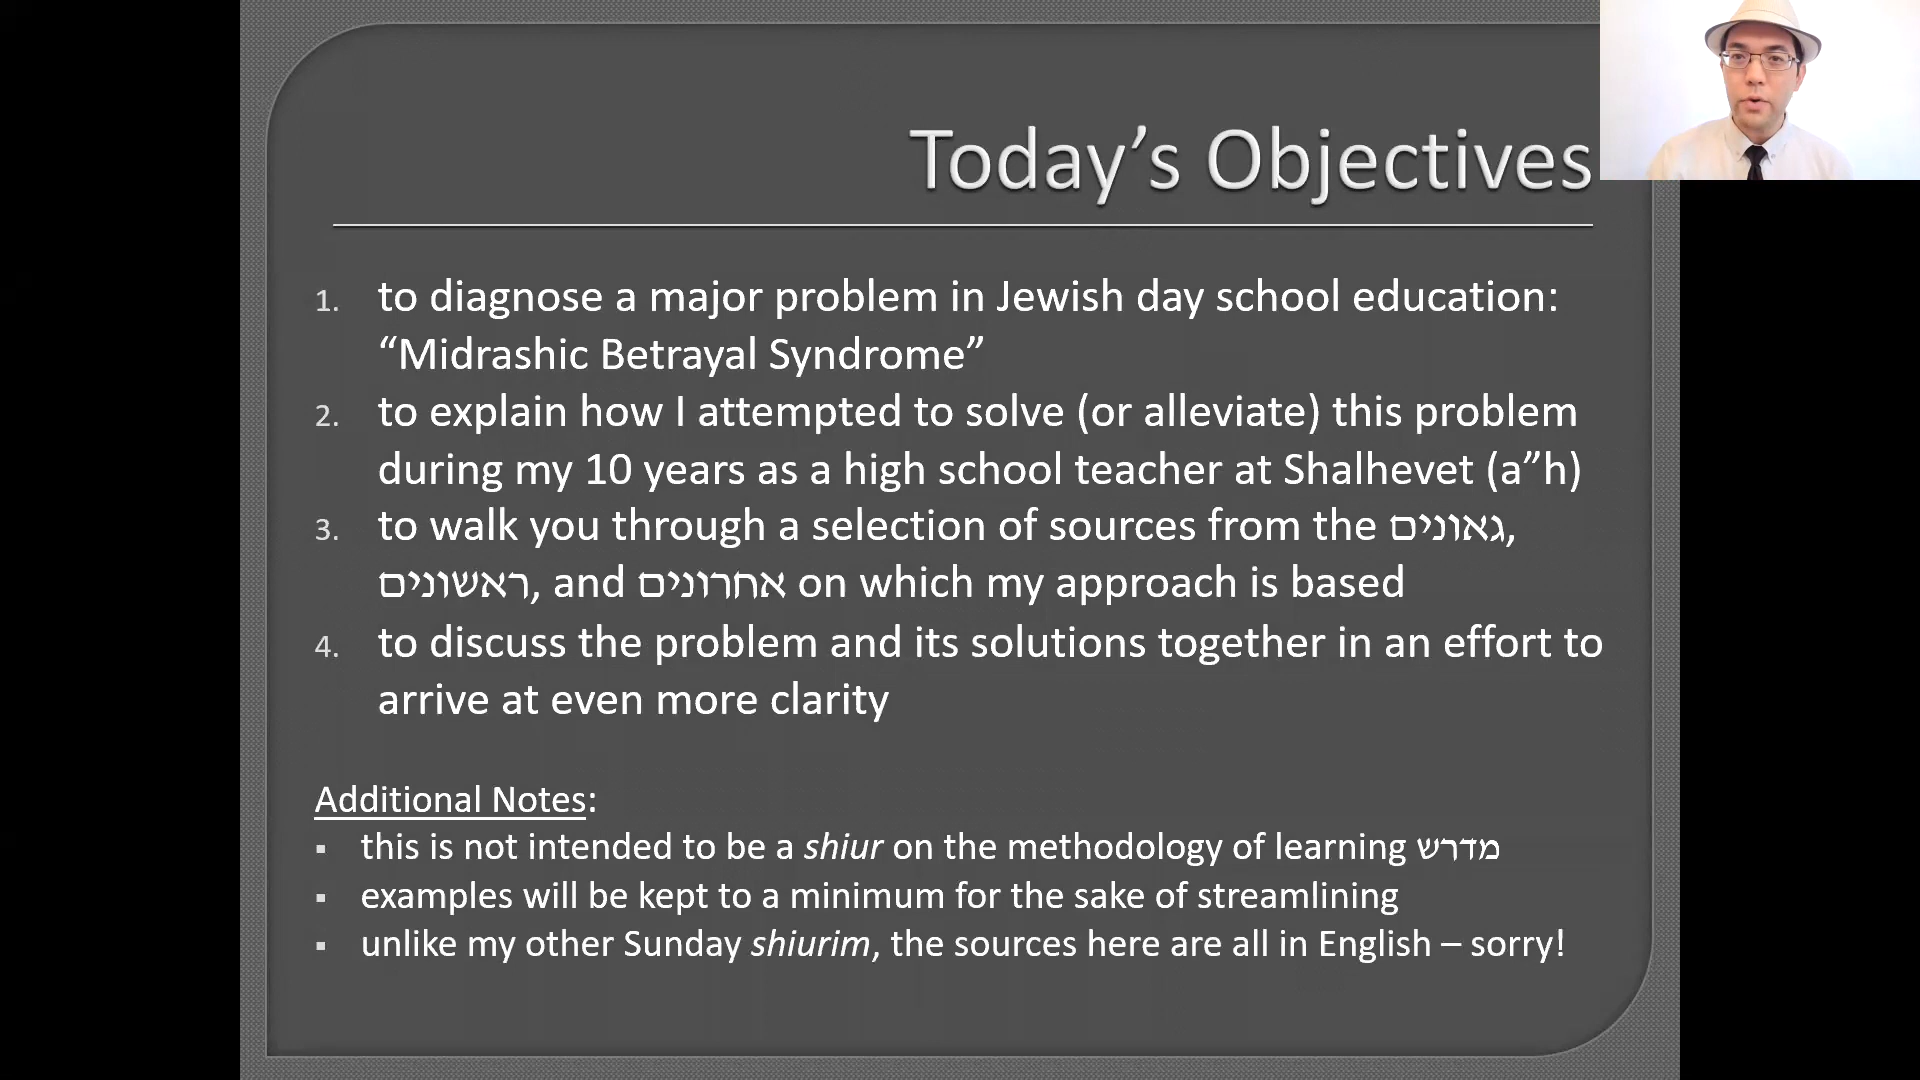 Today’s Objectives
1. to diagnose a major problem in Jewish day school education:
“Midrashic Betrayal Syndrome”
2. to explain how I attempted to solve (or alleviate) this problem
during my 10 years as a high school teacher at Shalhevet (a”h)
3. to walk you through a selection of sources from the גאונים,
ראשונים, and אחרונים on which my approach is based
4. to discuss the problem and its solutions together in an effort to
arrive at even more clarity
Additional Notes:
▪ this is not intended to be a shiur on the methodology of learning מדרש
▪ examples will be kept to a minimum for the sake of streamlining
▪ unlike my other Sunday shiurim, the sources here are all in English – sorry!